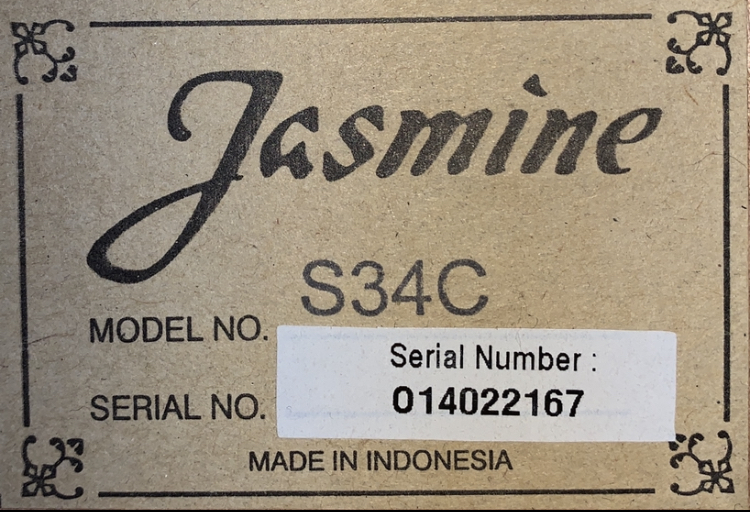 Jasmine
S34C
MODEL NO.
Serial Number :
SERIAL NO. 014022167
MADE IN INDONESIA